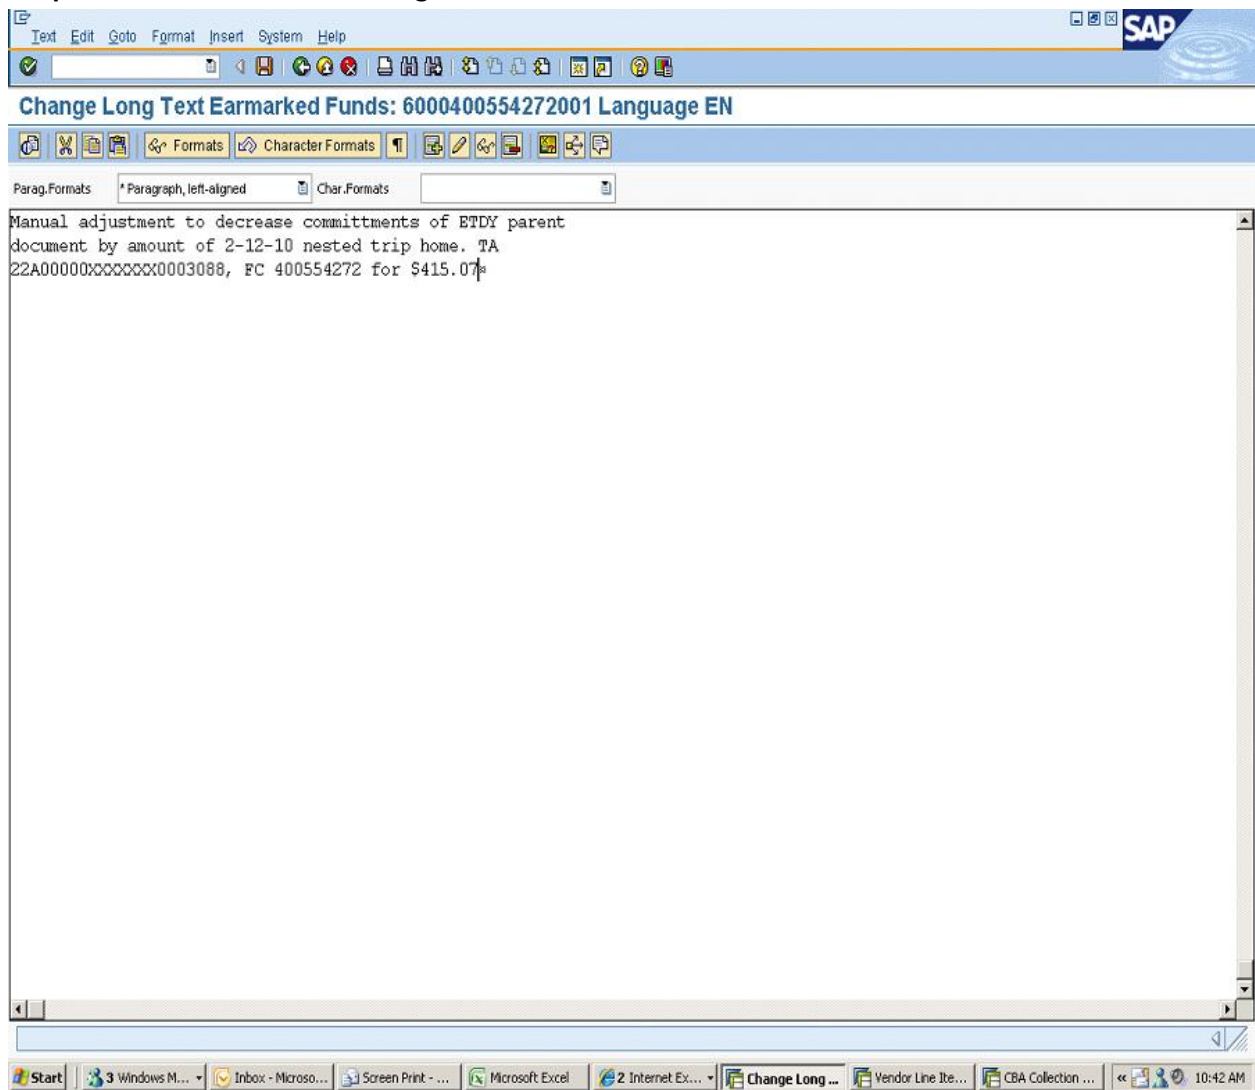 Text Edit Goto Format Insert System Help
SAP
Change Long Text Earmarked Funds: 6000400554272001 Language EN
Formats Character Formats
Parag.Formats * Paragraph, left-aligned Char.Formats
Manual adjustment to decrease committments of ETDY parent
document by amount of 2-12-10 nested trip home. TA
22A00000XXXXXXX0003088, FC 400554272 for $415.07
Start 3 Windows M... Inbox - Microso... Screen Print - ... Microsoft Excel 2 Internet Ex... Change Long ... Vendor Line Ite... CBA Collection ... « 10:42 AM